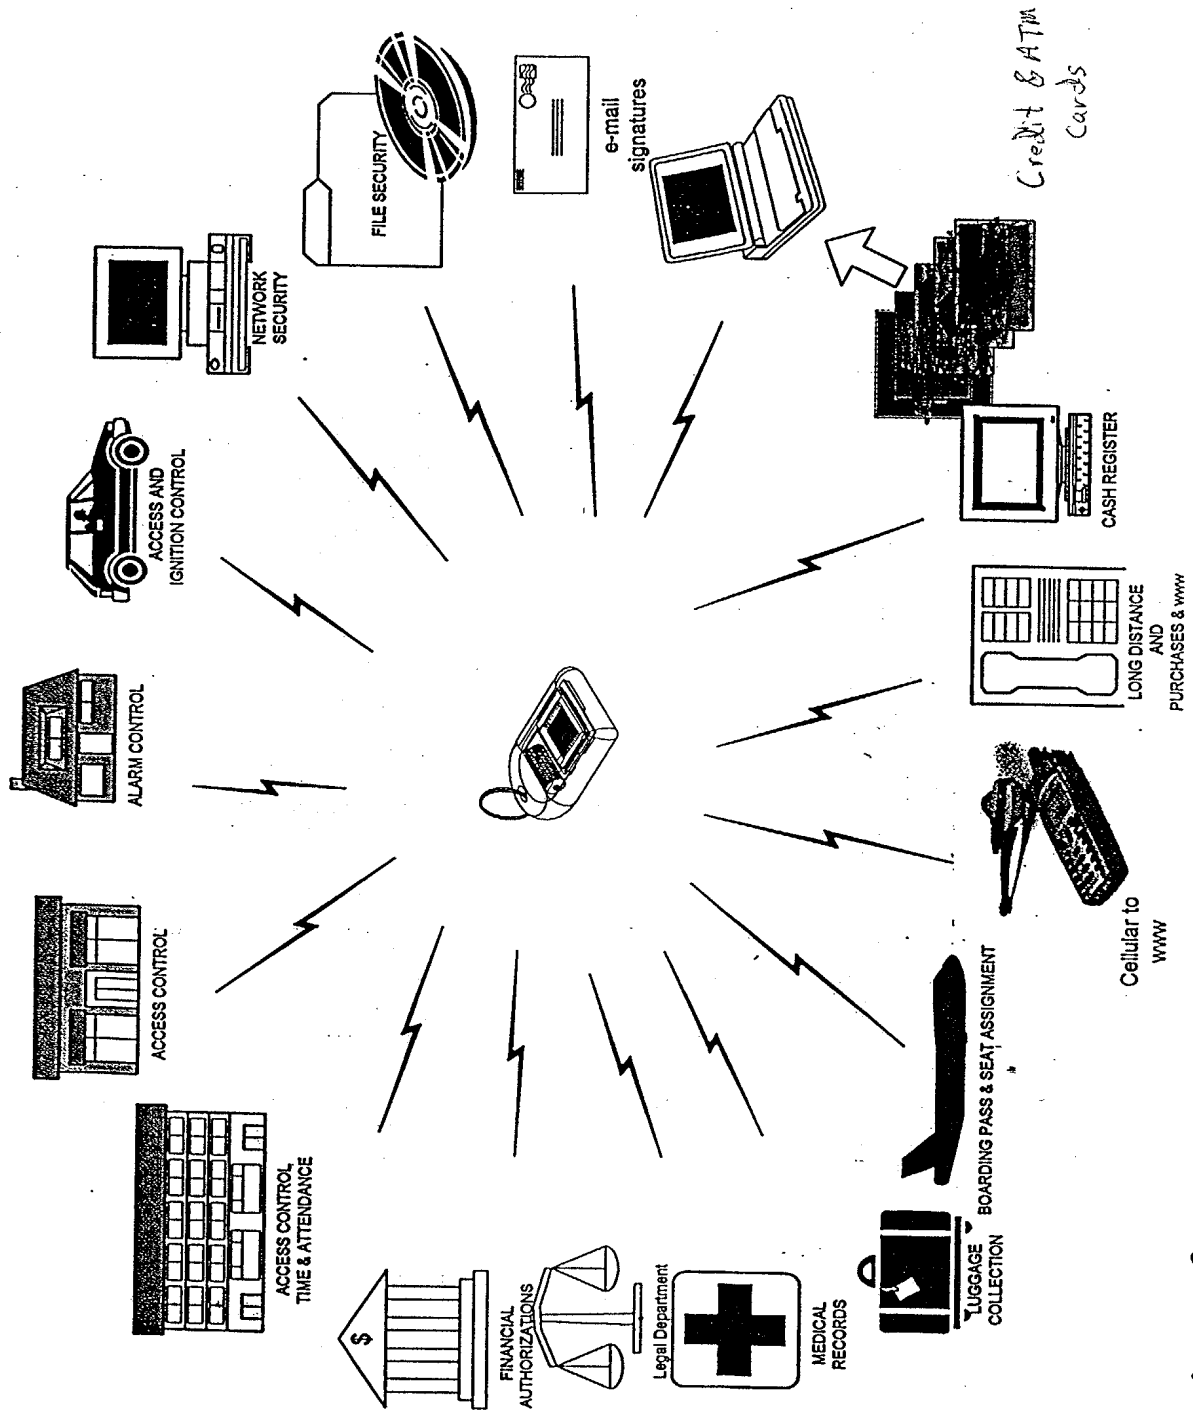 ALARM CONTROL
ACCESS CONTROL
ACCESS AND
IGNITION CONTROL
ACCESS CONTROL,
TIME & ATTENDANCE
NETWORK
SECURITY
$
FINANCIAL
AUTHORIZATIONS
FILE SECURITY
e-mail
signatures
Legal Department
MEDICAL
RECORDS
LUGGAGE
COLLECTION
BOARDING PASS & SEAT ASSIGNMENT
Cellular to
WWW
LONG DISTANCE
AND
PURCHASES & WWW
CASH REGISTER
Credit & ATM
Cards